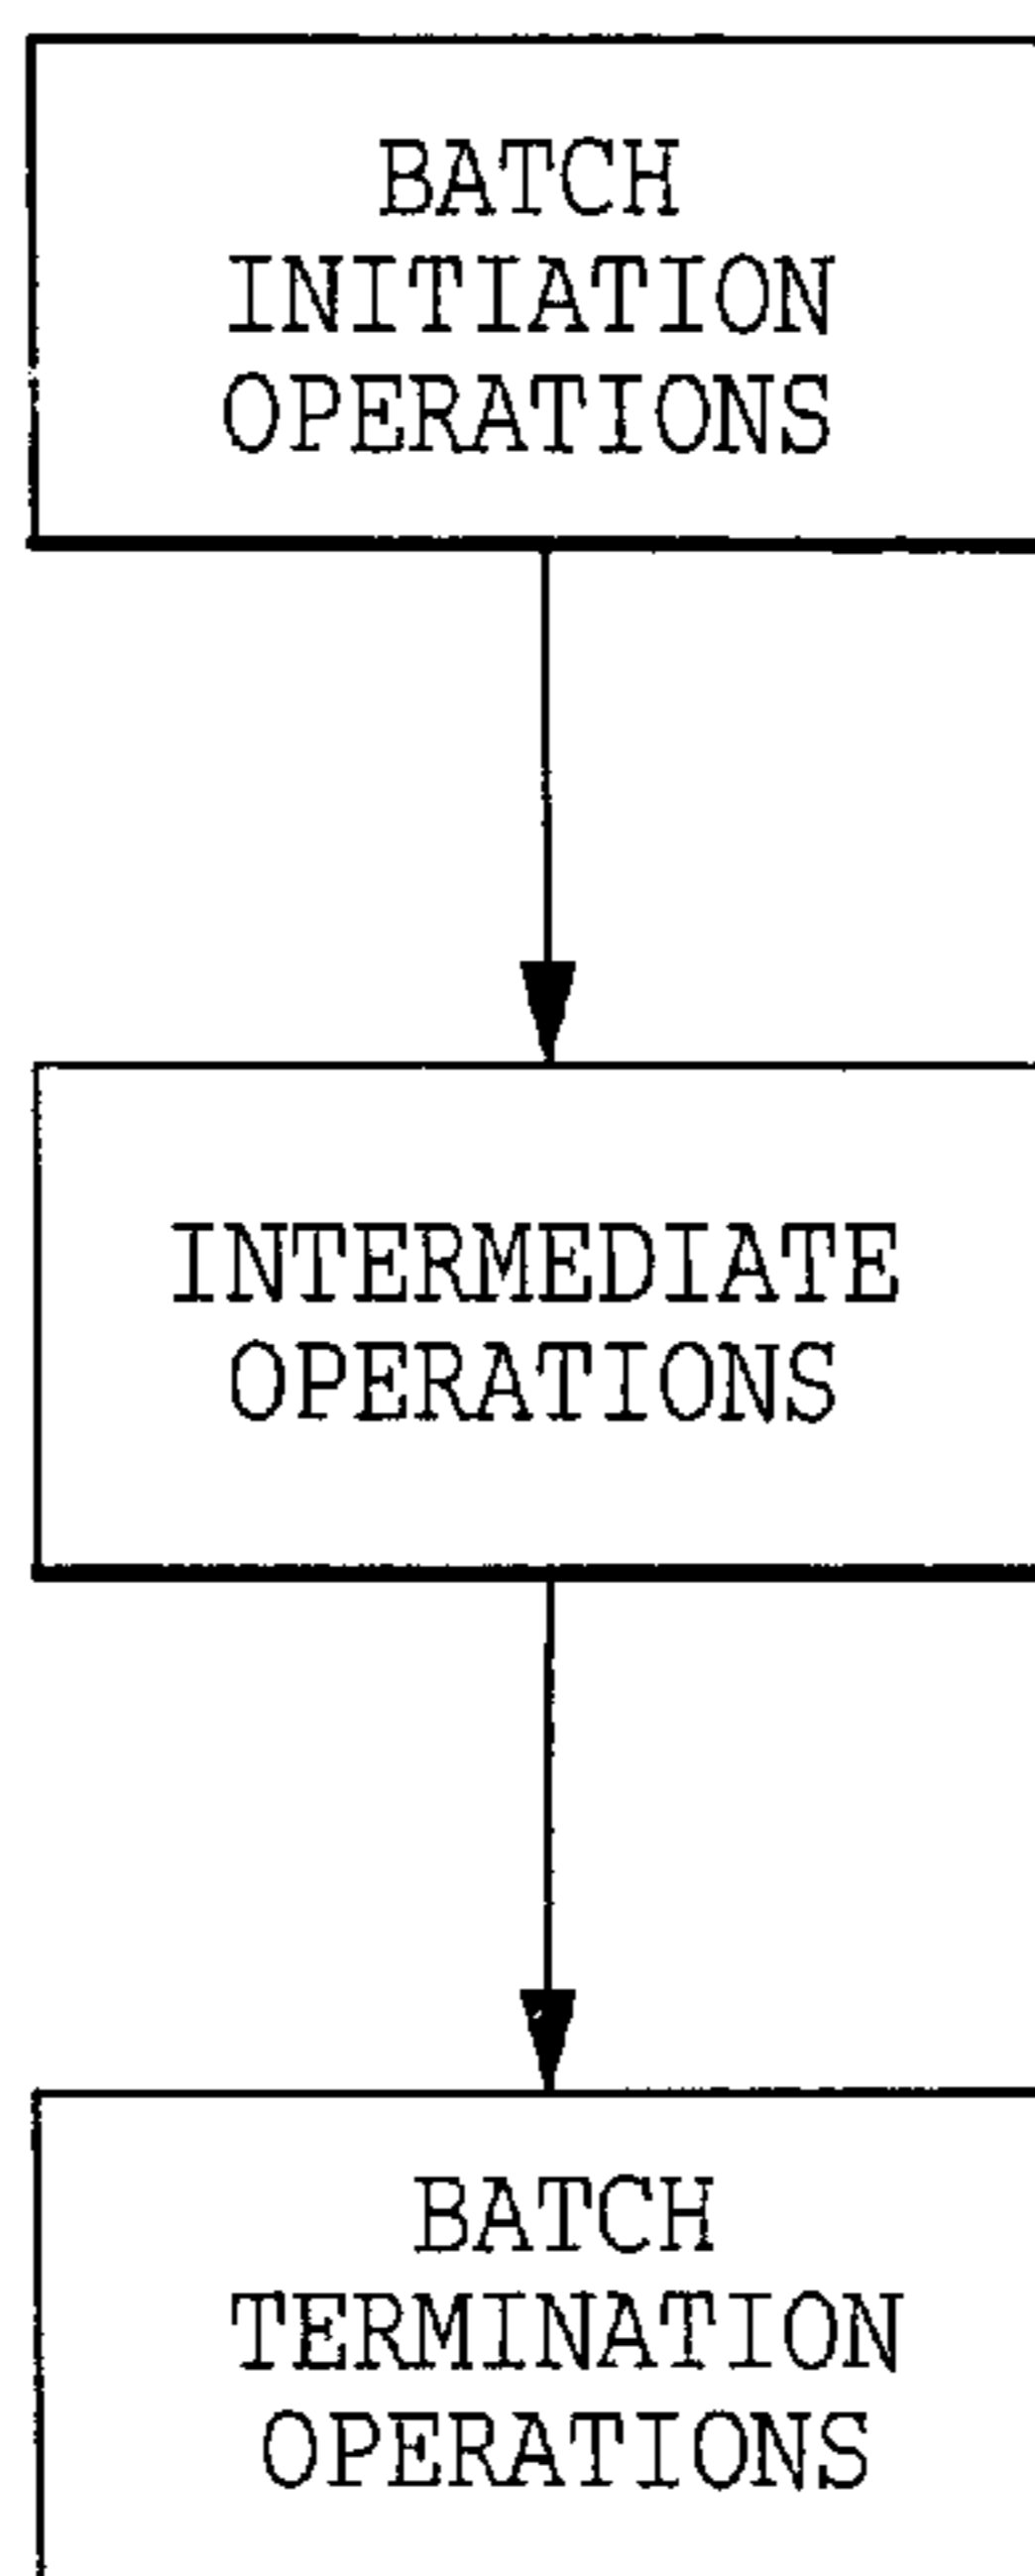 BATCH
INITIATION
OPERATIONS
INTERMEDIATE
OPERATIONS
BATCH
TERMINATION
OPERATIONS